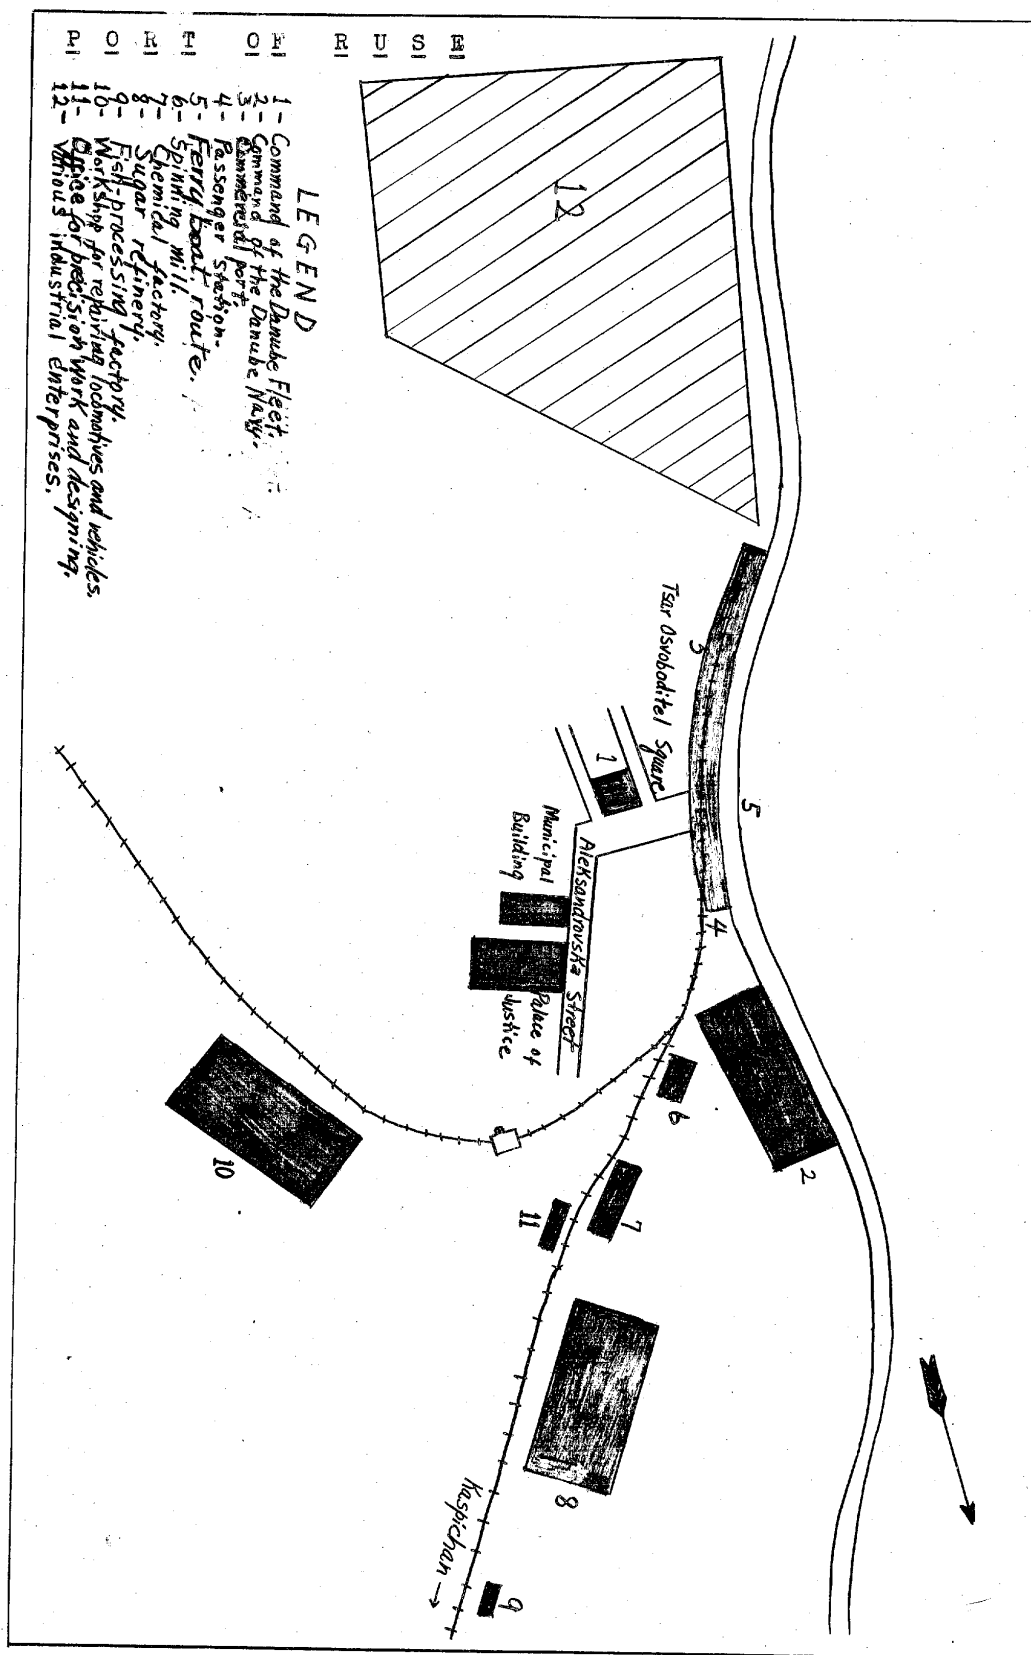 PORT OF RUSE
LEGEND
1- Command of the Danube Fleet.
2- Command of the Danube Navy.
3- Commercial port
4- Passenger station.
5- Ferry boat route.
6- Spinning mill.
7- Chemical factory.
8- Sugar refinery.
9- Fish-processing factory.
10- Workshop for repairing locomotives and vehicles.
11- Office for precision work and designing.
12- Various industrial enterprises.
12
Tsar Osvoboditel Square
3
1
5
Municipal
Building
Aleksandrovska Street
4
Palace of
Justice
6
2
10
7
11
8
Kaspichan →
9